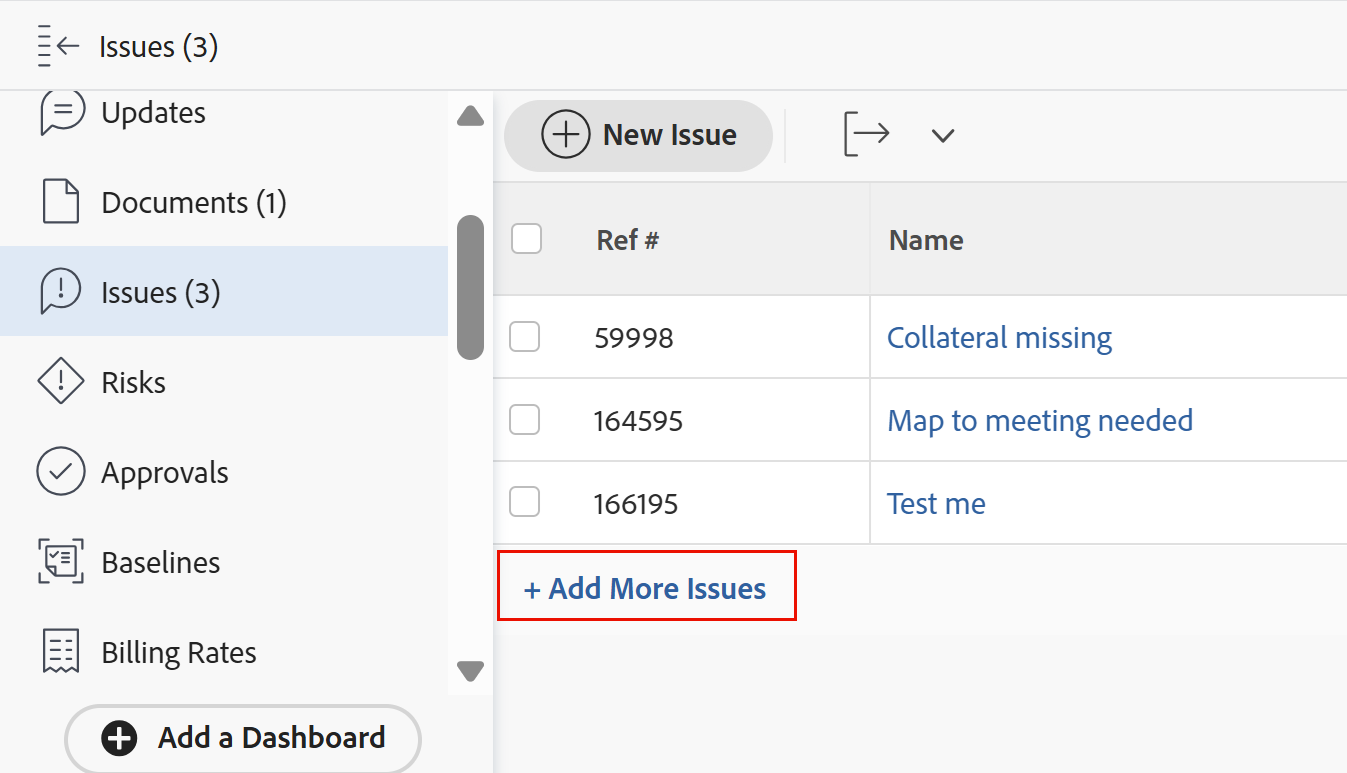 Issues (3)
Updates
Documents (1)
Issues (3)
Risks
Approvals
Baselines
Billing Rates
Add a Dashboard
New Issue
Ref # Name
59998 Collateral missing
164595 Map to meeting needed
166195 Test me
+ Add More Issues